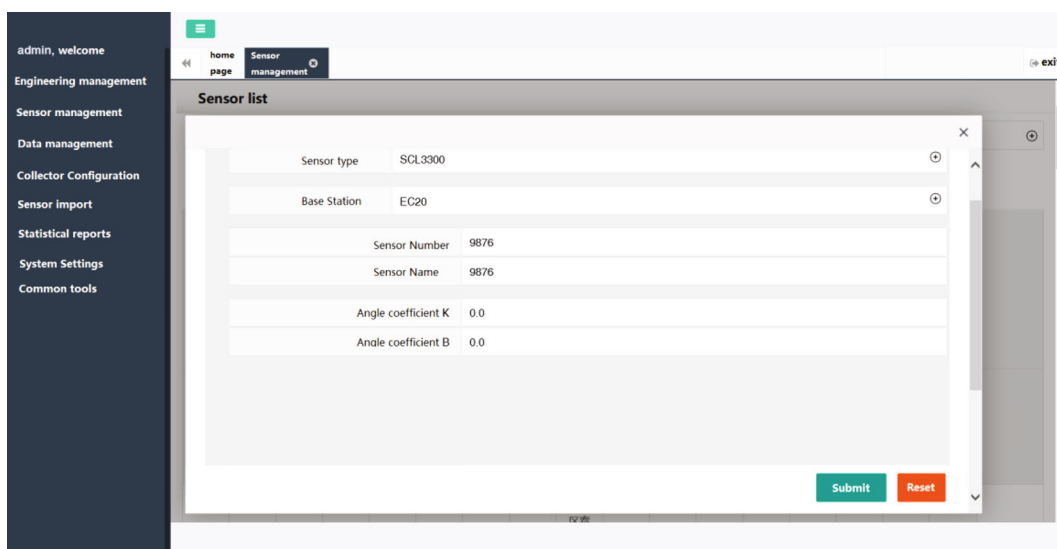 admin, welcome
Engineering management
Sensor management
Data management
Collector Configuration
Sensor import
Statistical reports
System Settings
Common tools
home page
Sensor management
exi
Sensor list
Sensor type SCL3300
Base Station EC20
Sensor Number 9876
Sensor Name 9876
Angle coefficient K 0.0
Angle coefficient B 0.0
Submit Reset